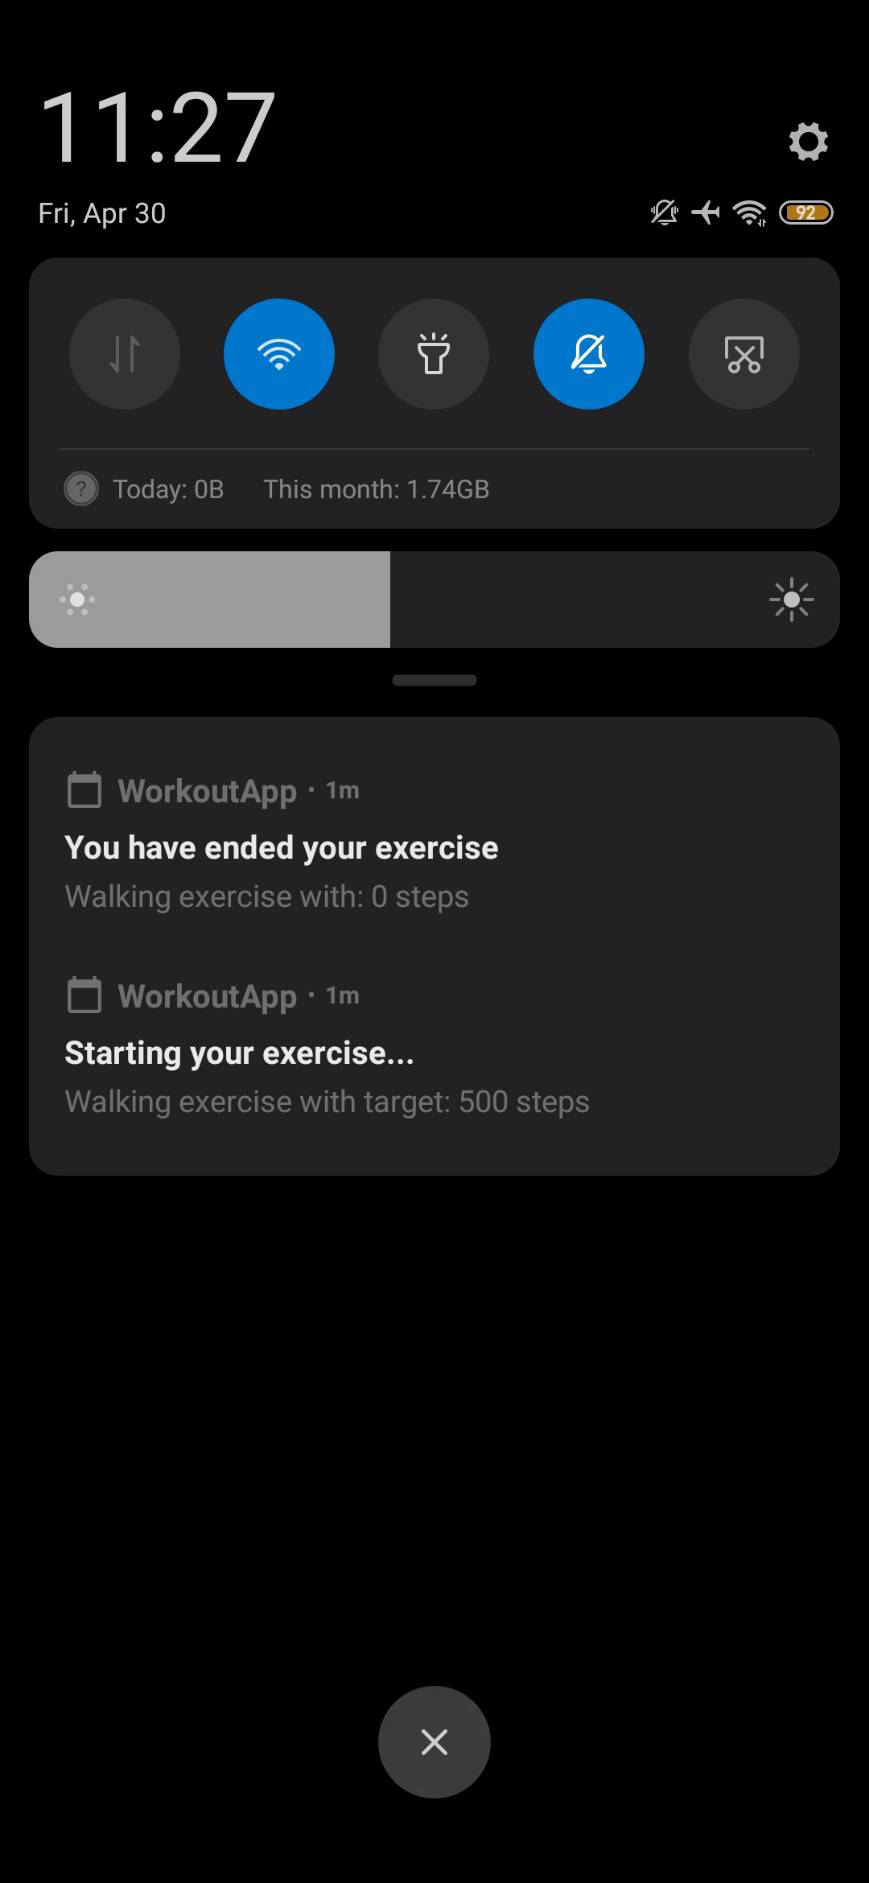 11:27
Fri, Apr 30
92
? Today: 0B This month: 1.74GB
WorkoutApp · 1m
You have ended your exercise
Walking exercise with: 0 steps
WorkoutApp · 1m
Starting your exercise...
Walking exercise with target: 500 steps